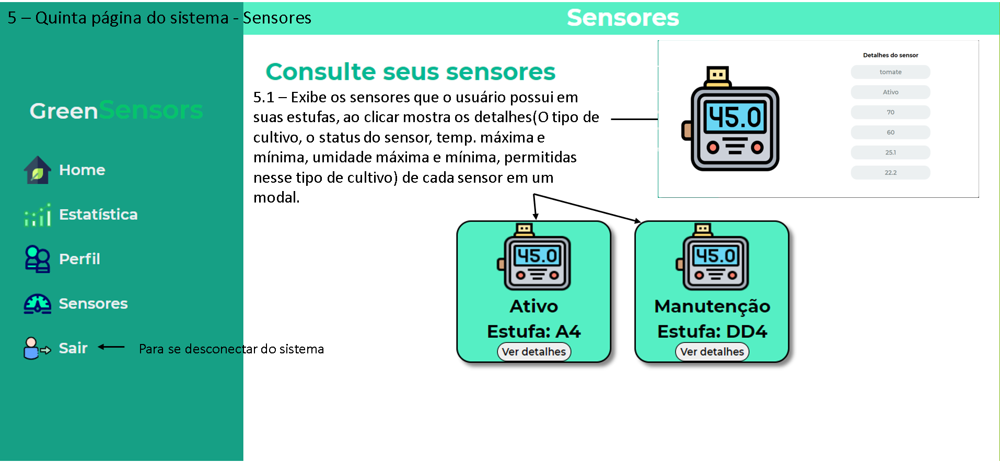 5 – Quinta página do sistema - Sensores
Sensores
GreenSensors
Home
Estatística
Perfil
Sensores
Sair
Para se desconectar do sistema
Consulte seus sensores
5.1 – Exibe os sensores que o usuário possui em
suas estufas, ao clicar mostra os detalhes(O tipo de
cultivo, o status do sensor, temp. máxima e
mínima, umidade máxima e mínima, permitidas
nesse tipo de cultivo) de cada sensor em um
modal.
45.0
Detalhes do sensor
tomate
Ativo
70
60
25.1
22.2
45.0
Ativo
Estufa: A4
Ver detalhes
45.0
Manutenção
Estufa: DD4
Ver detalhes